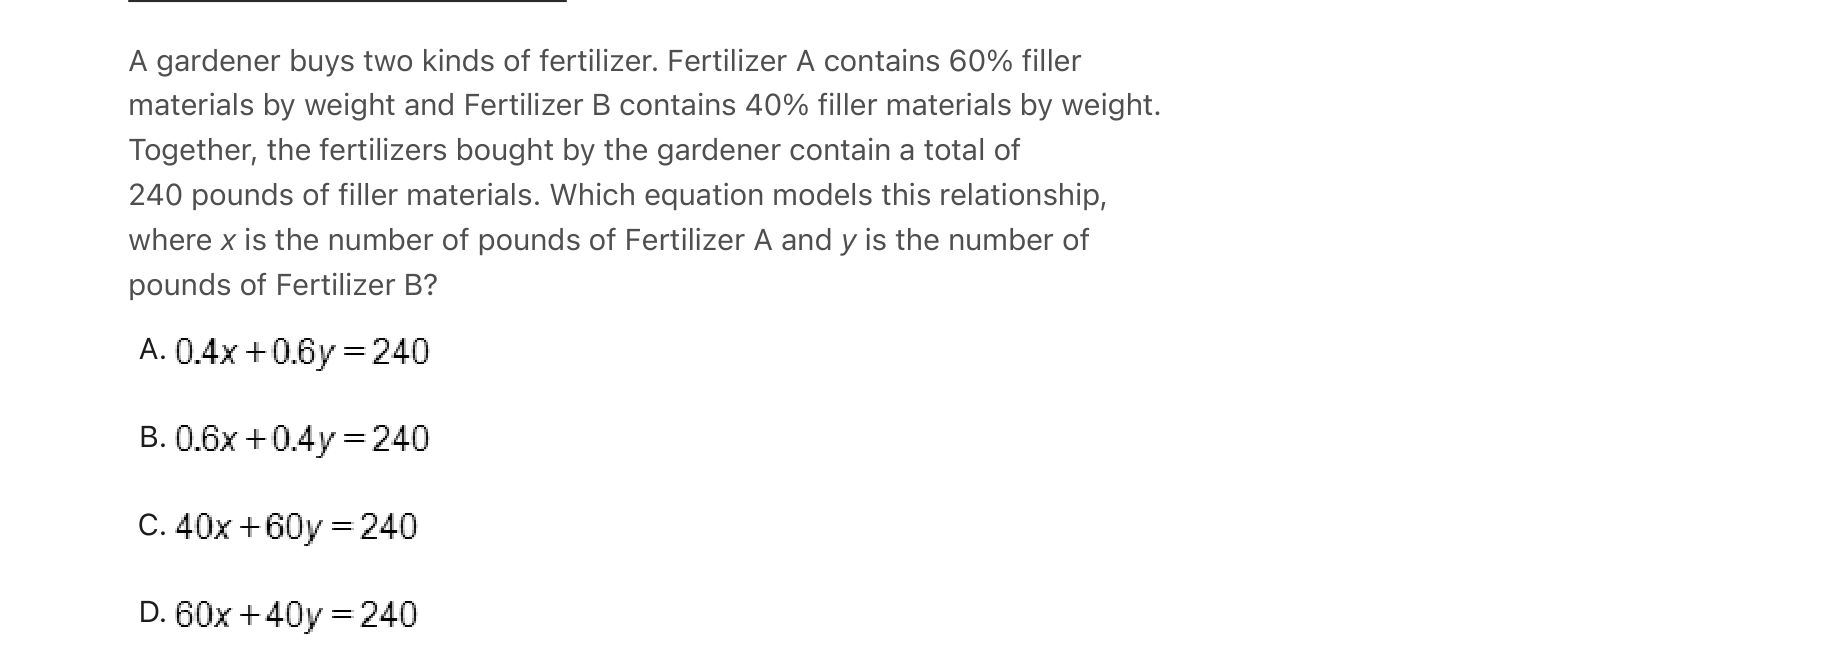 A gardener buys two kinds of fertilizer. Fertilizer A contains 60% filler
materials by weight and Fertilizer B contains 40% filler materials by weight.
Together, the fertilizers bought by the gardener contain a total of
240 pounds of filler materials. Which equation models this relationship,
where x is the number of pounds of Fertilizer A and y is the number of
pounds of Fertilizer B?
A. 0.4x + 0.6y = 240
B. 0.6x + 0.4y = 240
C. 40x + 60y = 240
D. 60x + 40y = 240